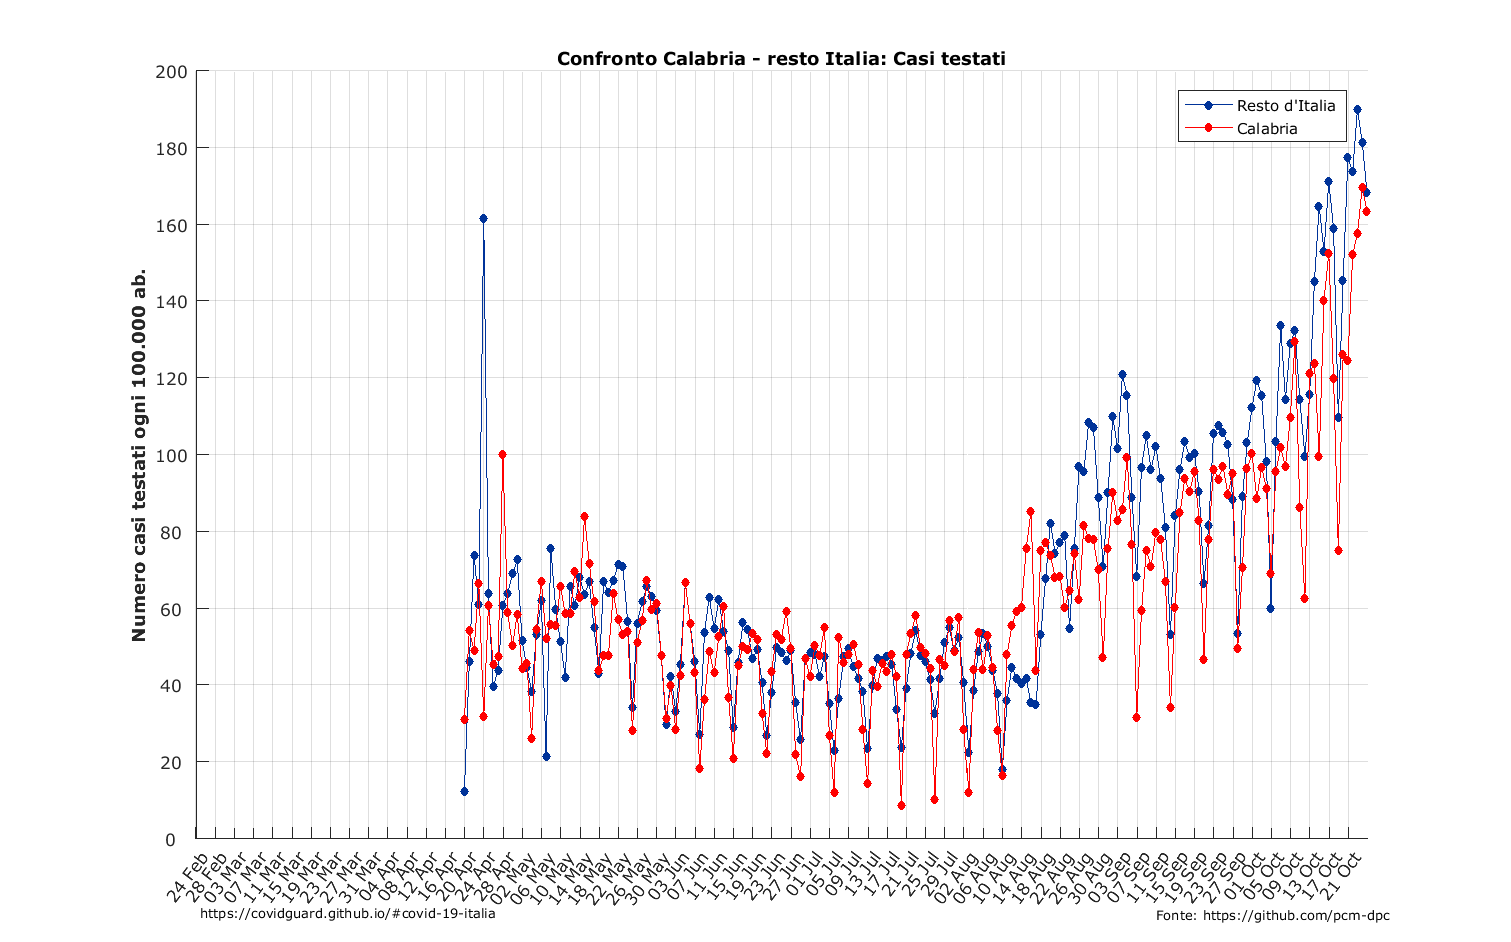 Confronto Calabria - resto Italia: Casi testati
Resto d'Italia
Calabria
Numero casi testati ogni 100.000 ab.
200
180
160
140
120
100
80
60
40
20
0
24 Feb
28 Feb
03 Mar
07 Mar
11 Mar
15 Mar
19 Mar
23 Mar
27 Mar
31 Mar
04 Apr
08 Apr
12 Apr
16 Apr
20 Apr
24 Apr
28 Apr
02 May
06 May
10 May
14 May
18 May
22 May
26 May
30 May
03 Jun
07 Jun
11 Jun
15 Jun
19 Jun
23 Jun
27 Jun
01 Jul
05 Jul
09 Jul
13 Jul
17 Jul
21 Jul
25 Jul
29 Jul
02 Aug
06 Aug
10 Aug
14 Aug
18 Aug
22 Aug
26 Aug
30 Aug
03 Sep
07 Sep
11 Sep
15 Sep
19 Sep
23 Sep
27 Sep
01 Oct
05 Oct
09 Oct
13 Oct
17 Oct
21 Oct
https://covidguard.github.io/#covid-19-italia
Fonte: https://github.com/pcm-dpc